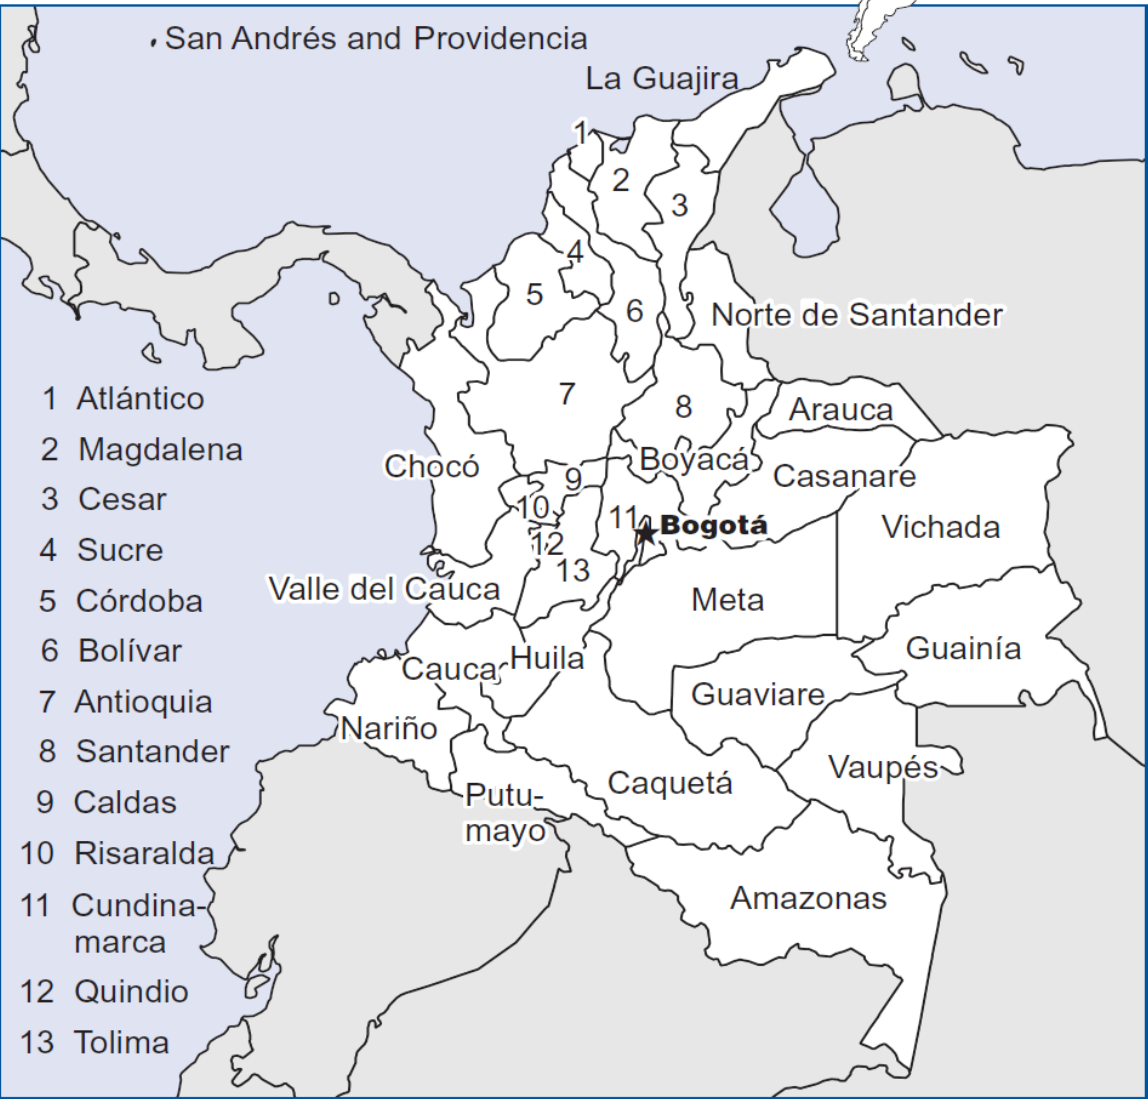 San Andrés and Providencia
La Guajira
1
2
3
4
5
6
Norte de Santander
7
8
Arauca
Chocó
Boyacá
Casanare
9
10
11
Bogotá
Vichada
12
13
Valle del Cauca
Meta
Cauca
Huila
Guainía
Guaviare
Nariño
Vaupés
Caquetá
Putu-
mayo
Amazonas
1 Atlántico
2 Magdalena
3 Cesar
4 Sucre
5 Córdoba
6 Bolívar
7 Antioquia
8 Santander
9 Caldas
10 Risaralda
11 Cundina-
marca
12 Quindio
13 Tolima